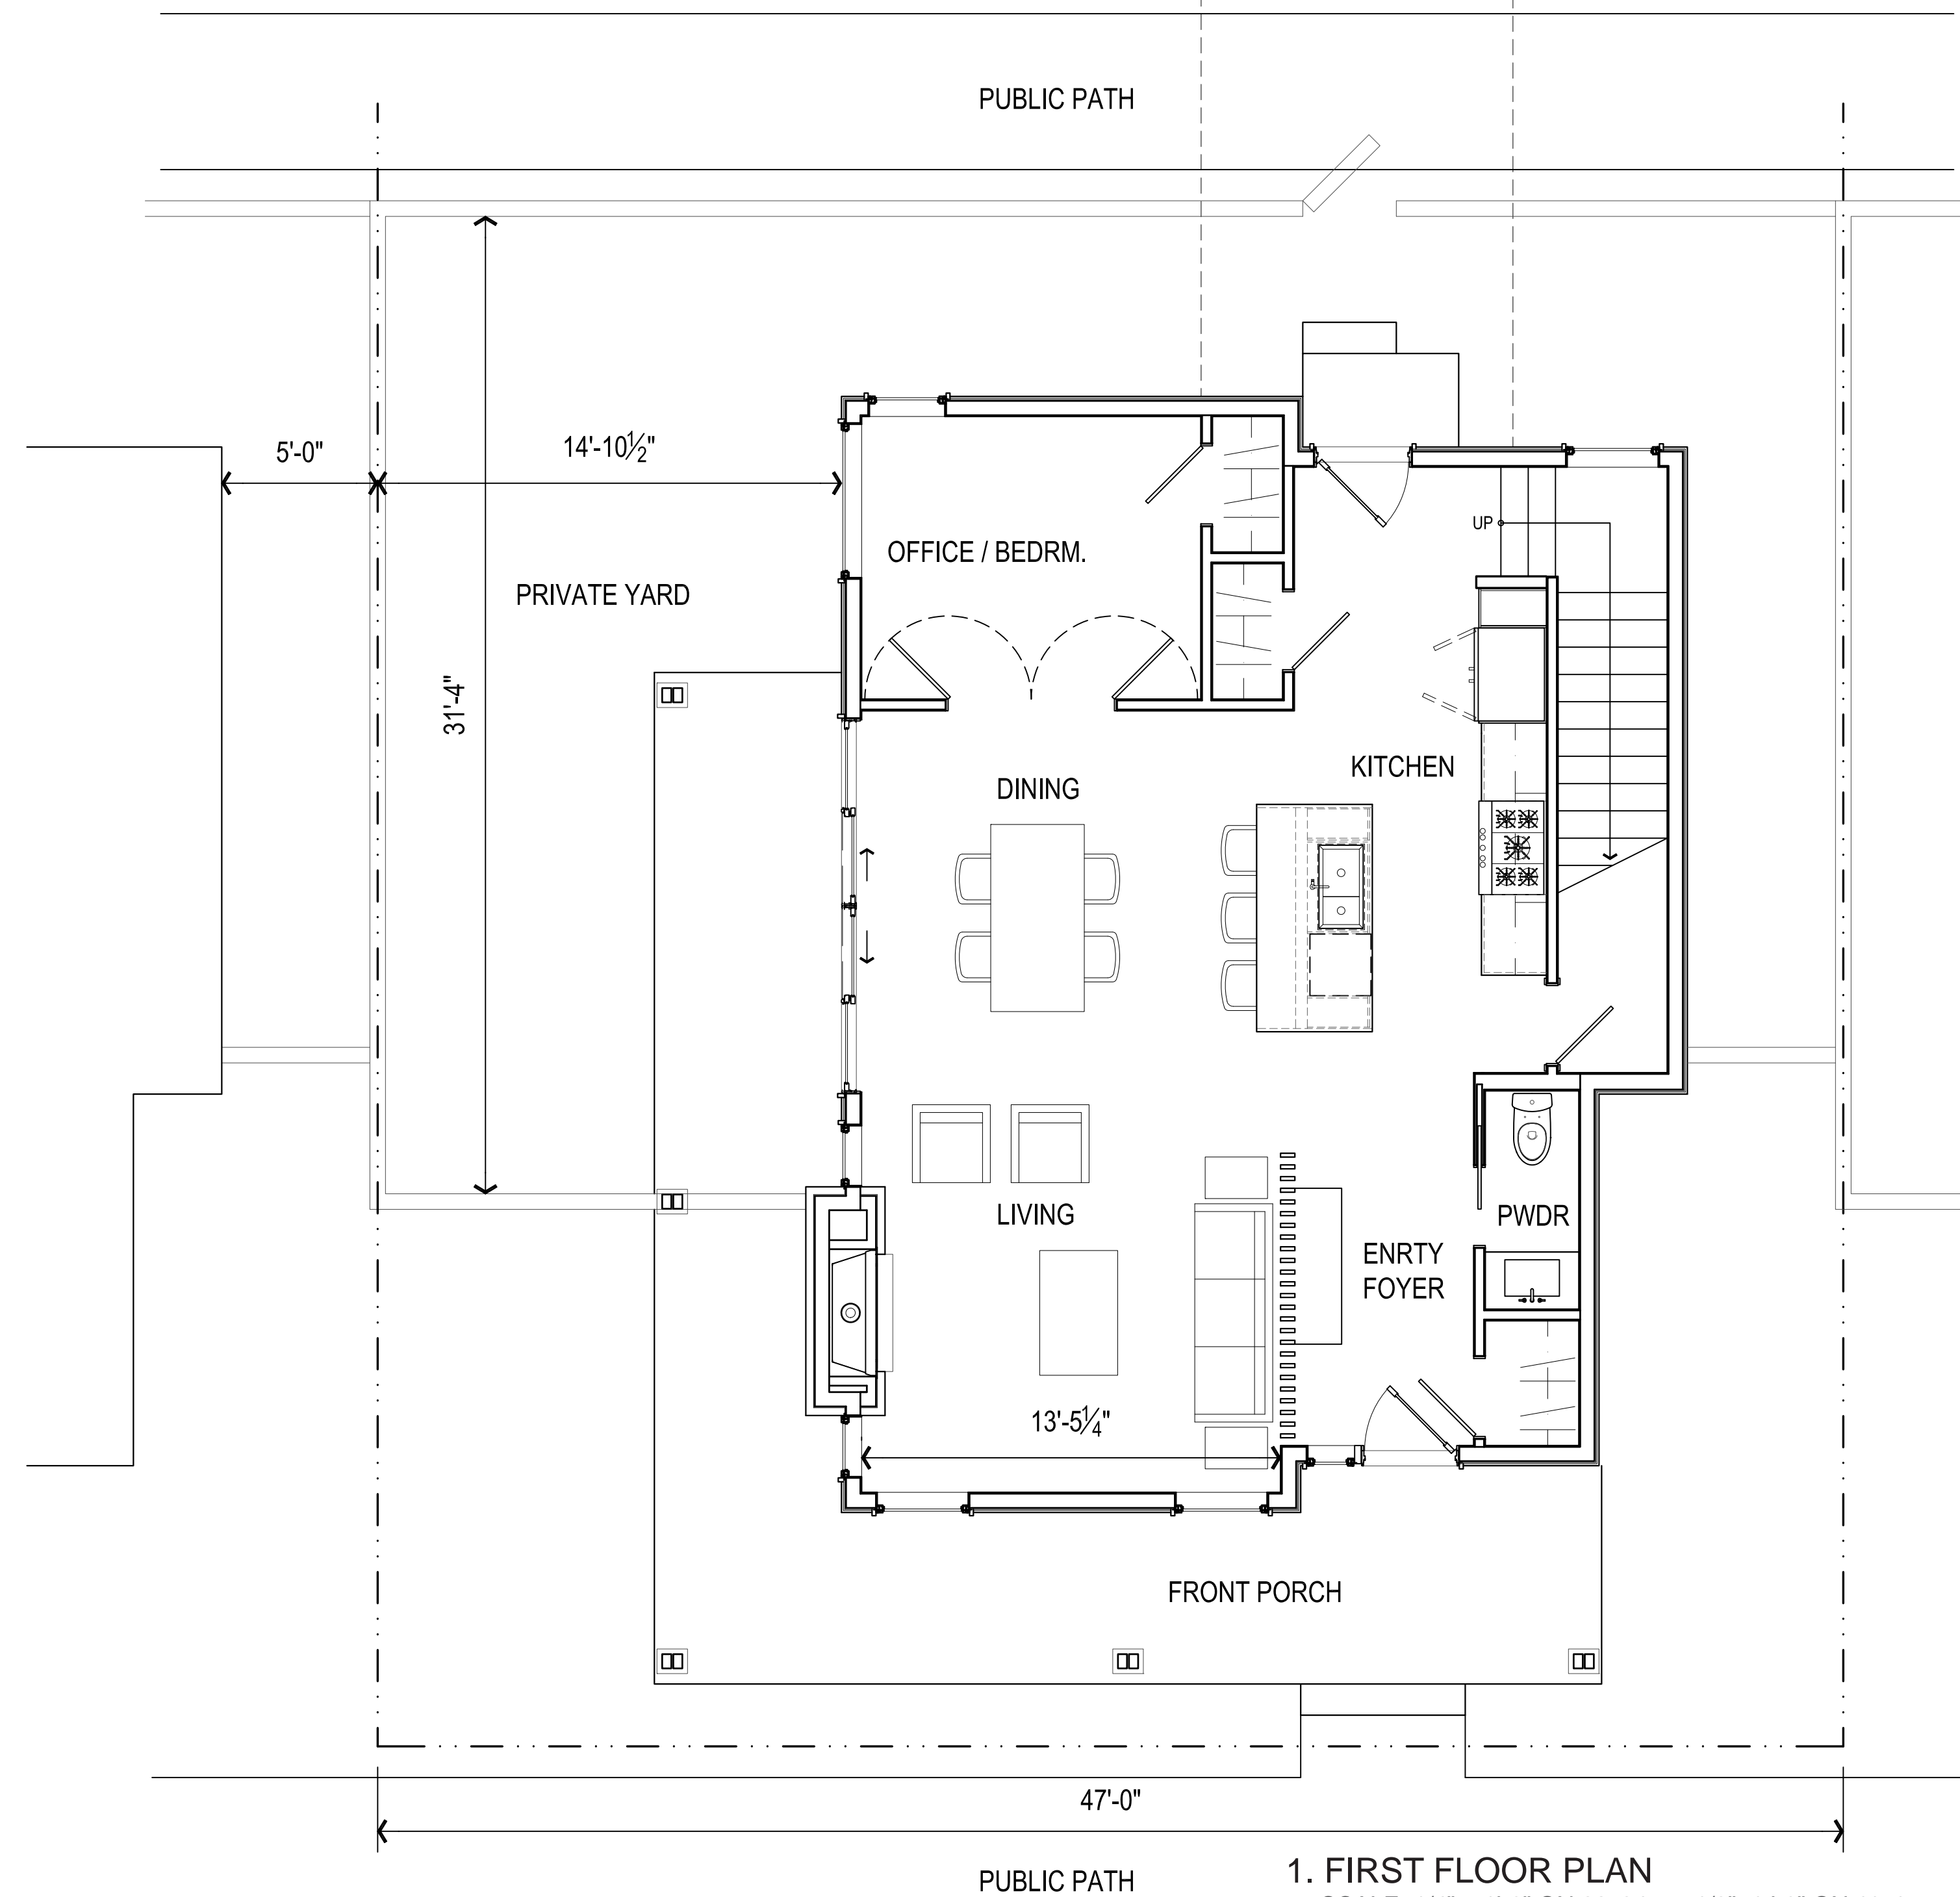 PUBLIC PATH
5'-0"
14'-10½"
UP
OFFICE / BEDRM.
PRIVATE YARD
31'-4"
KITCHEN
DINING
LIVING
PWDR
ENRTY
FOYER
13'-5¼"
FRONT PORCH
47'-0"
1. FIRST FLOOR PLAN
PUBLIC PATH